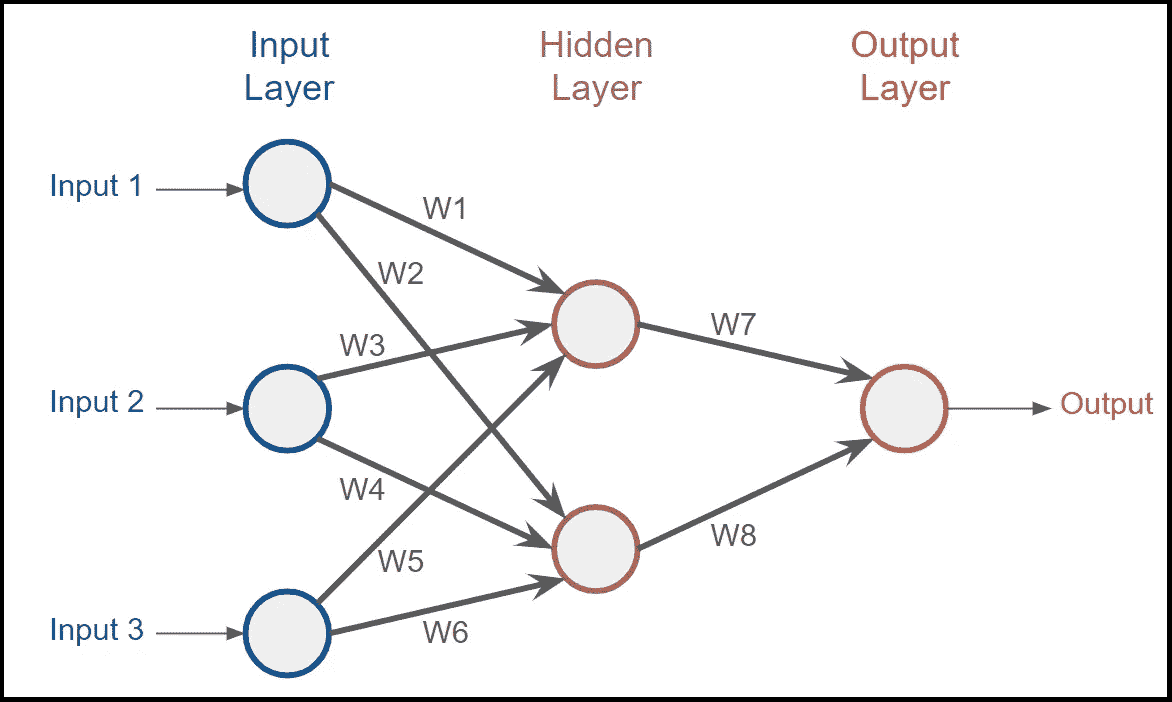 Input
Layer
Hidden
Layer
Output
Layer
Input 1
W1
W2
W3
W7
Input 2
Output
W4
W5
W8
Input 3
W6